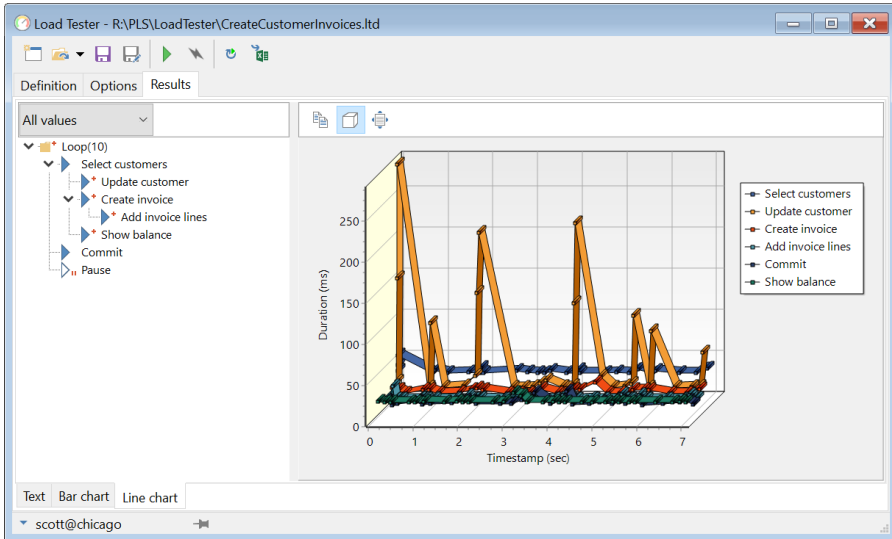 Load Tester - R:\PLS\LoadTester\CreateCustomerInvoices.ltd
Definition Options Results
All values
Loop(10)
Select customers
Update customer
Create invoice
Add invoice lines
Show balance
Commit
Pause
Duration (ms)
250
200
150
100
50
0
0 1 2 3 4 5 6 7
Timestamp (sec)
Select customers
Update customer
Create invoice
Add invoice lines
Commit
Show balance
Text Bar chart Line chart
scott@chicago